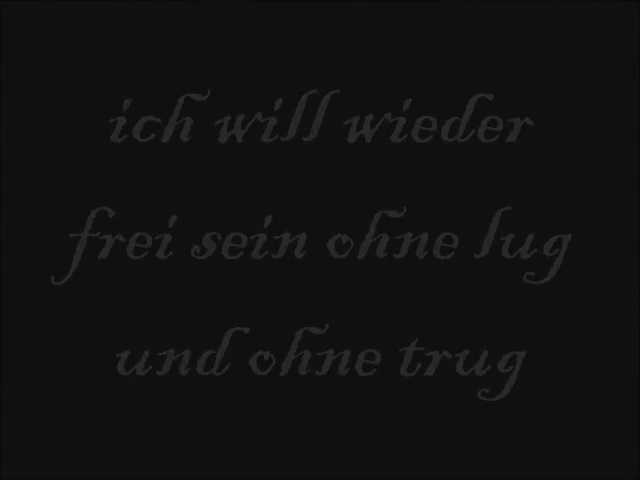 ich will wieder
frei sein ohne lug
und ohne trug